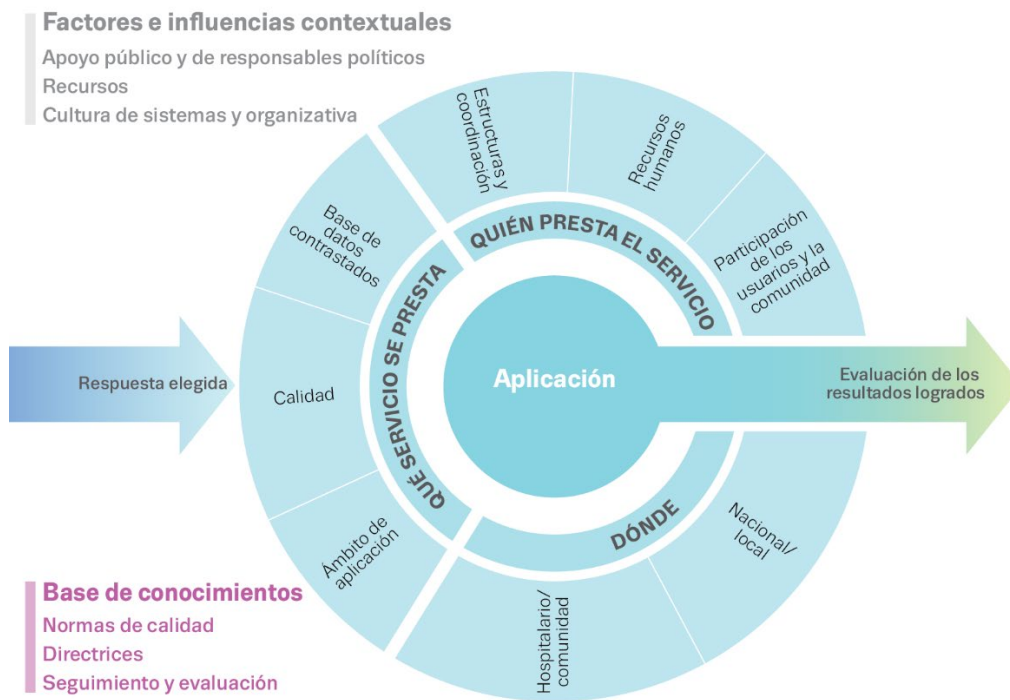 Factores e influencias contextuales
Apoyo público y de responsables políticos
Recursos
Cultura de sistemas y organizativa
Estructuras y
coordinación
Recursos
humanos
Participación
de los
usuarios y la
comunidad
Base de
datos
contrastados
Calidad
Ámbito de
aplicación
QUIÉN PRESTA EL SERVICIO
QUÉ SERVICIO SE PRESTA
DÓNDE
Respuesta elegida
Aplicación
Evaluación de los
resultados logrados
Nacional/
local
Hospitalario/
comunidad
Base de conocimientos
Normas de calidad
Directrices
Seguimiento y evaluación